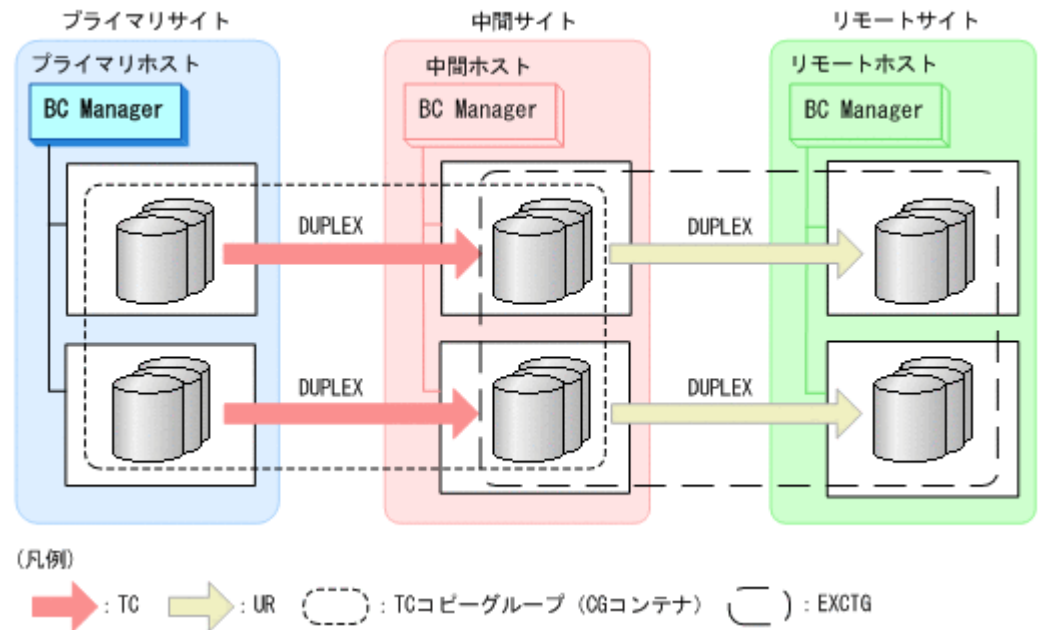 プライマリサイト
中間サイト
リモートサイト
プライマリホスト
中間ホスト
リモートホスト
BC Manager
BC Manager
BC Manager
DUPLEX
DUPLEX
DUPLEX
DUPLEX
(凡例)
: TC
: UR
: TCコピーグループ (CGコンテナ)
: EXCTG